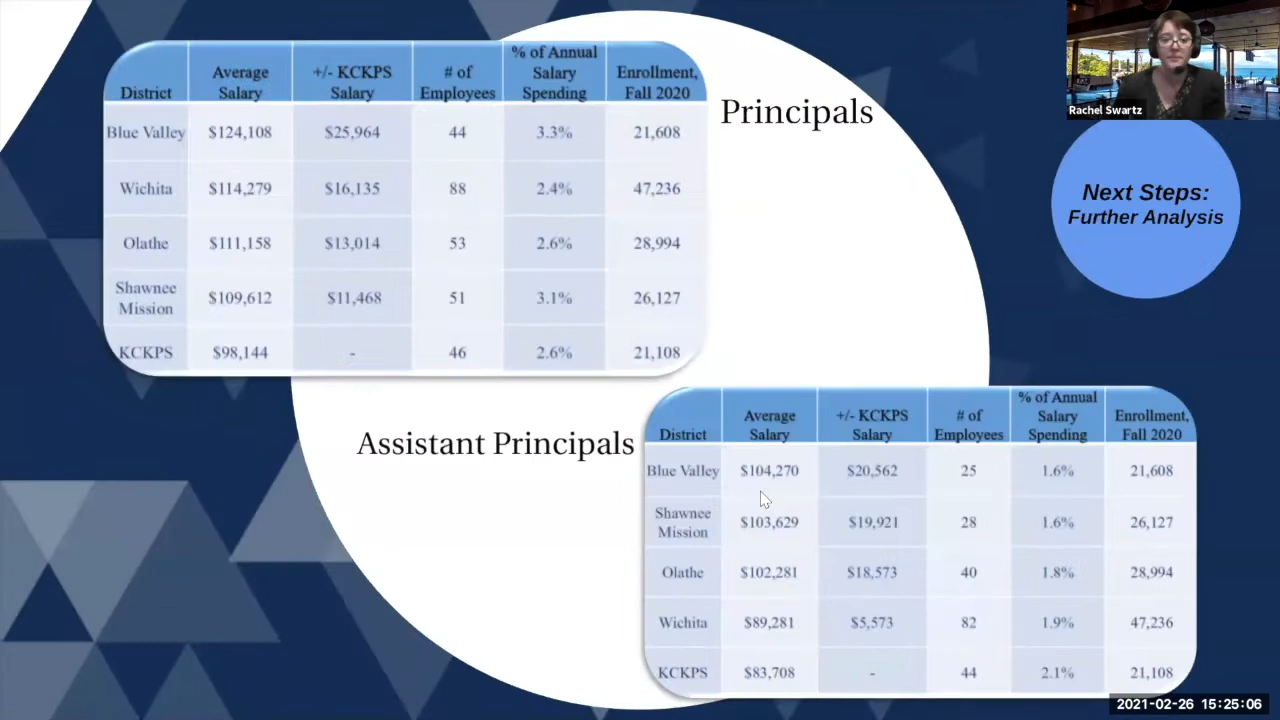 District | Average Salary | +/- KCKPS Salary | # of Employees | % of Annual Salary Spending | Enrollment, Fall 2020
Blue Valley | $124,108 | $25,964 | 44 | 3.3% | 21,608
Wichita | $114,279 | $16,135 | 88 | 2.4% | 47,236
Olathe | $111,158 | $13,014 | 53 | 2.6% | 28,994
Shawnee Mission | $109,612 | $11,468 | 51 | 3.1% | 26,127
KCKPS | $98,144 | - | 46 | 2.6% | 21,108
Principals
Rachel Swartz
Next Steps:
Further Analysis
Assistant Principals
District | Average Salary | +/- KCKPS Salary | # of Employees | % of Annual Salary Spending | Enrollment, Fall 2020
Blue Valley | $104,270 | $20,562 | 25 | 1.6% | 21,608
Shawnee Mission | $103,629 | $19,921 | 28 | 1.6% | 26,127
Olathe | $102,281 | $18,573 | 40 | 1.8% | 28,994
Wichita | $89,281 | $5,573 | 82 | 1.9% | 47,236
KCKPS | $83,708 | - | 44 | 2.1% | 21,108
2021-02-26 15:25:06